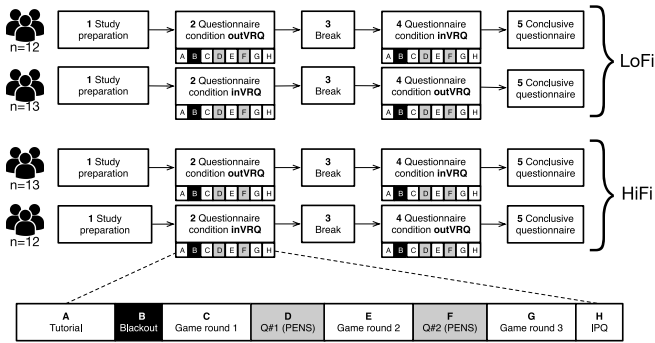 1 Study
preparation
2 Questionnaire
condition outVRQ
A B C D E F G H
3
Break
4 Questionnaire
condition inVRQ
A B C D E F G H
5 Conclusive
questionnaire
n=12
1 Study
preparation
2 Questionnaire
condition inVRQ
A B C D E F G H
3
Break
4 Questionnaire
condition outVRQ
A B C D E F G H
5 Conclusive
questionnaire
n=13
LoFi
1 Study
preparation
2 Questionnaire
condition outVRQ
A B C D E F G H
3
Break
4 Questionnaire
condition inVRQ
A B C D E F G H
5 Conclusive
questionnaire
n=13
1 Study
preparation
2 Questionnaire
condition inVRQ
A B C D E F G H
3
Break
4 Questionnaire
condition outVRQ
A B C D E F G H
5 Conclusive
questionnaire
n=12
HiFi
A
Tutorial
B
Blackout
C
Game round 1
D
Q#1 (PENS)
E
Game round 2
F
Q#2 (PENS)
G
Game round 3
H
IPQ